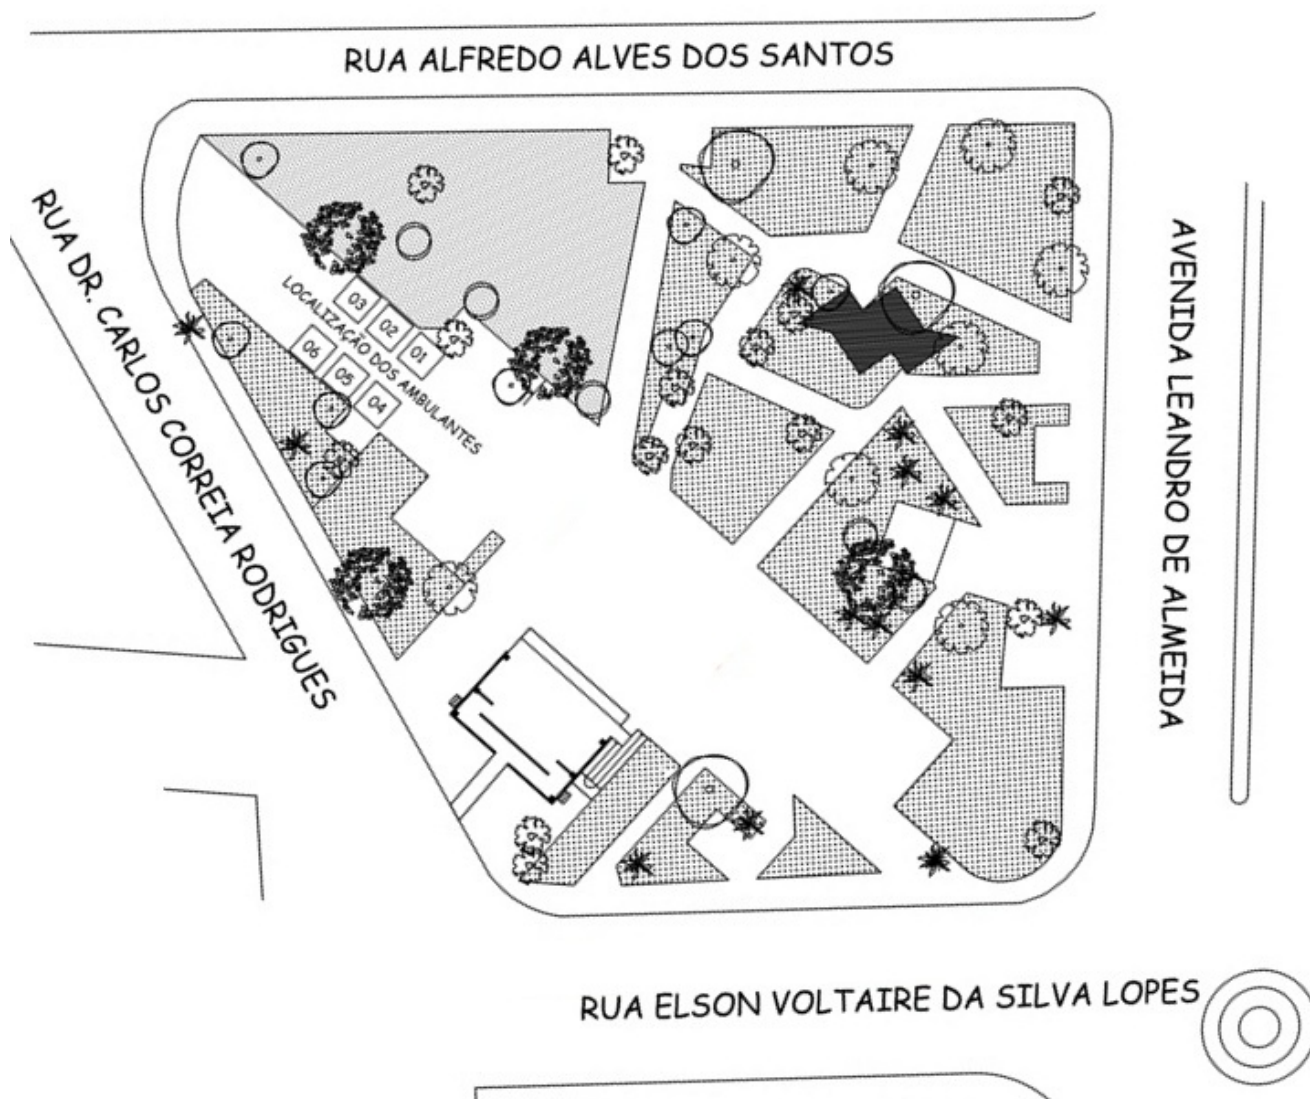 RUA ALFREDO ALVES DOS SANTOS
RUA DR. CARLOS CORREIA RODRIGUES
LOCALIZAÇÃO DOS AMBULANTES
03
02
01
06
05
04
AVENIDA LEANDRO DE ALMEIDA
RUA ELSON VOLTAIRE DA SILVA LOPES